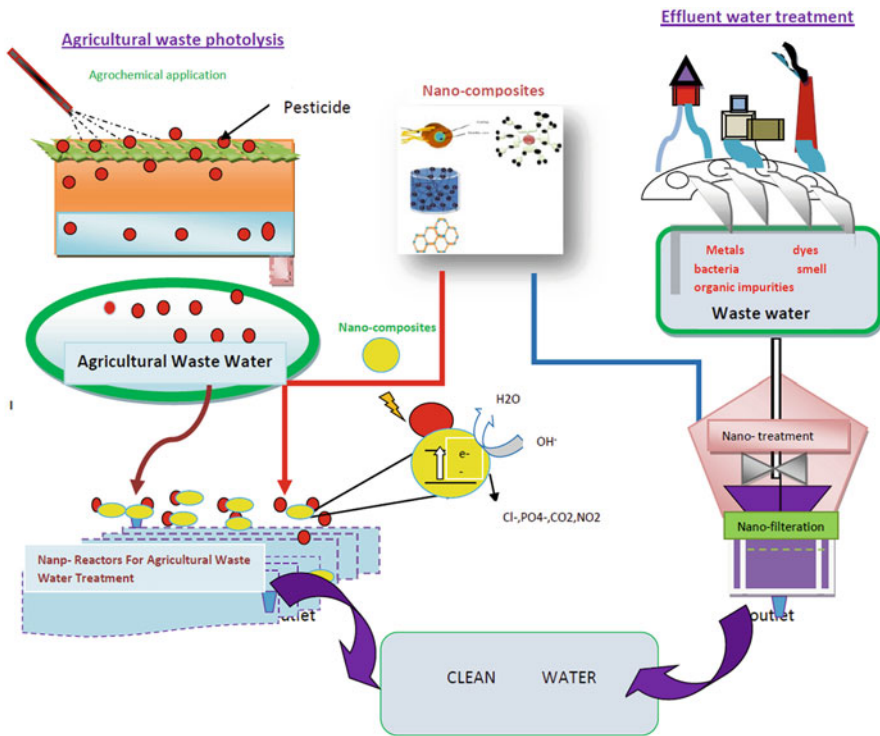 Agricultural waste photolysis
Agrochemical application
Pesticide
Nano-composites
Effluent water treatment
Metals dyes
bacteria smell
organic impurities
Waste water
Agricultural Waste Water
Nano-composites
I
H2O
OH-
e-
-
Cl-,PO4-,CO2,NO2
Nano- treatment
Nano-filteration
Nanp- Reactors For Agricultural Waste
Water Treatment
utlet
outlet
CLEAN WATER